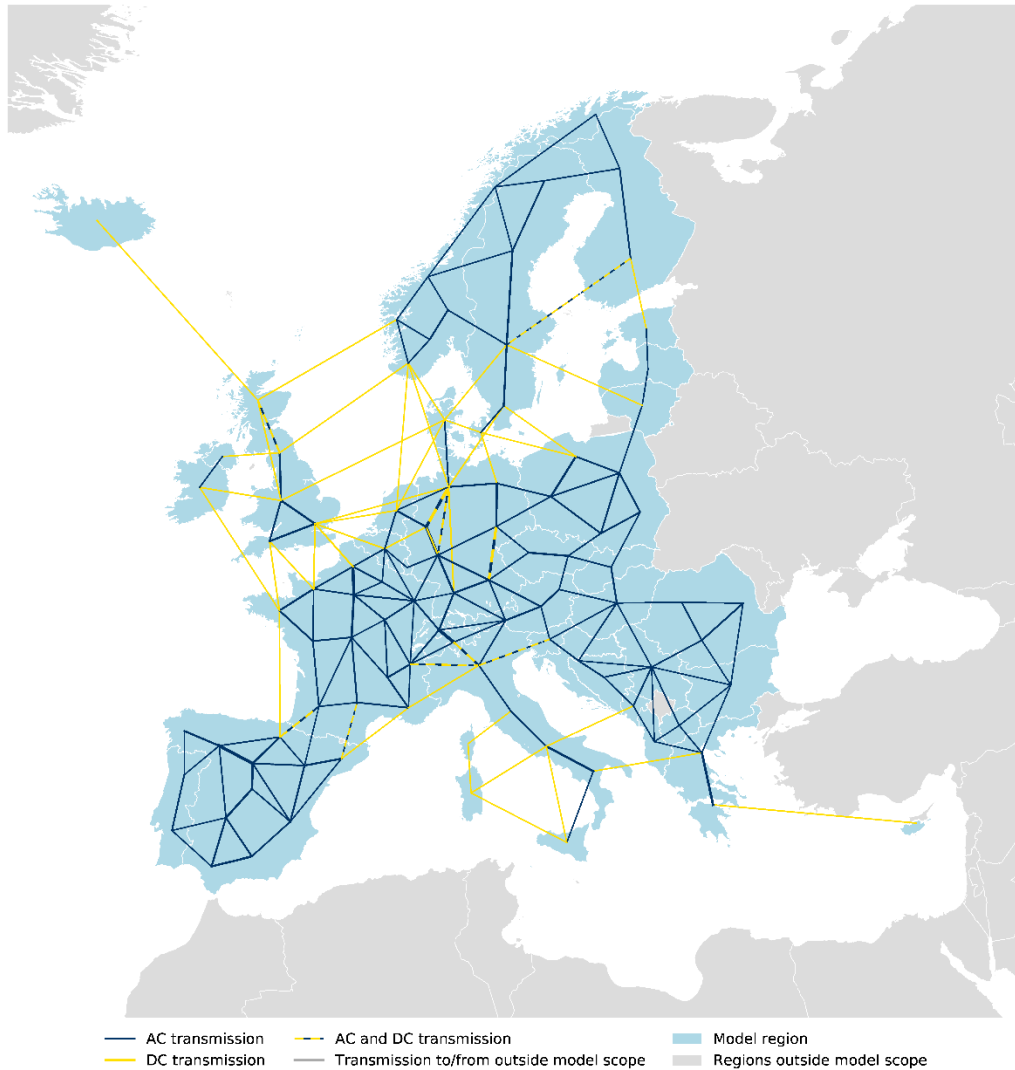 AC transmission
AC and DC transmission
Model region
DC transmission
Transmission to/from outside model scope
Regions outside model scope